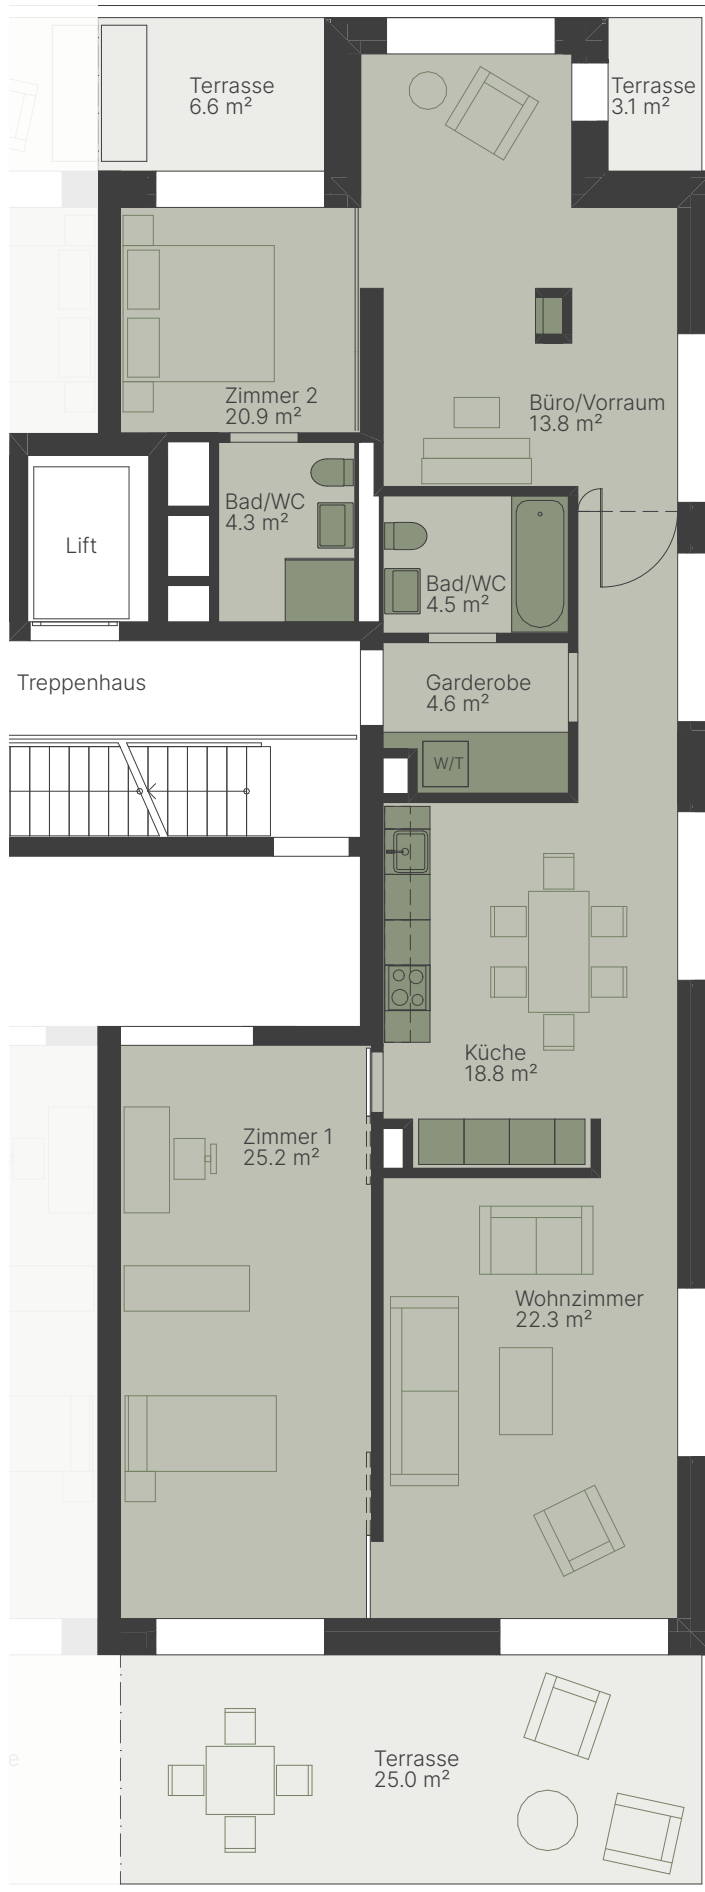 Terrasse
6.6 m²
Terrasse
3.1 m²
Zimmer 2
20.9 m²
Büro/Vorraum
13.8 m²
Bad/WC
4.3 m²
Lift
Bad/WC
4.5 m²
Treppenhaus
Garderobe
4.6 m²
W/T
Küche
18.8 m²
Zimmer 1
25.2 m²
Wohnzimmer
22.3 m²
Terrasse
25.0 m²
e